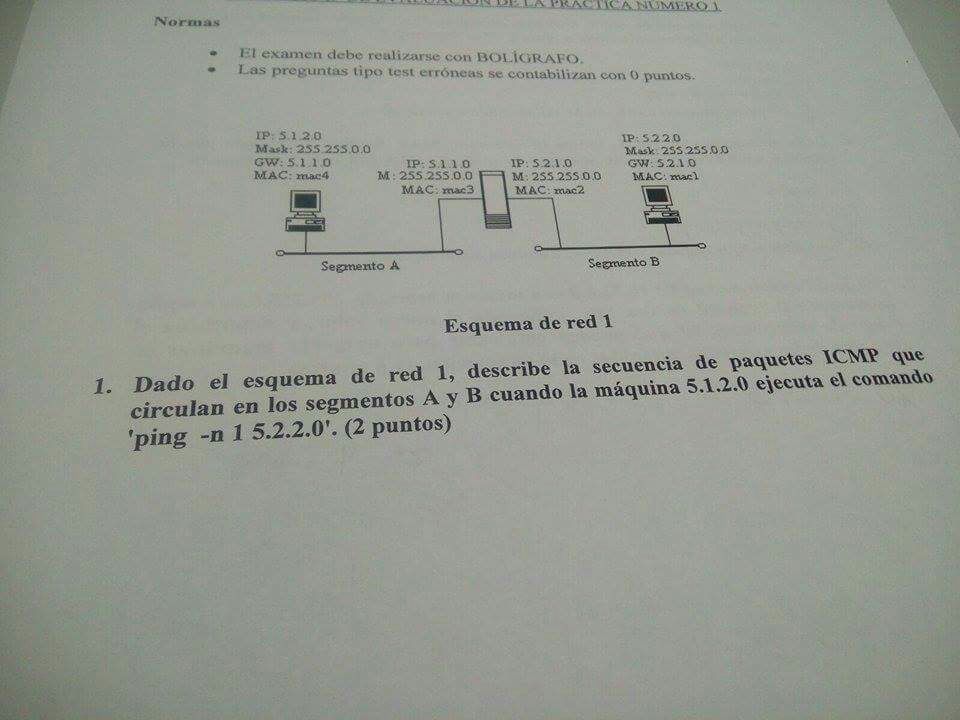 DE EVALUACIÓN DE LA PRÁCTICA NÚMERO 1
Normas
• El examen debe realizarse con BOLÍGRAFO.
• Las preguntas tipo test erróneas se contabilizan con 0 puntos.
IP: 5.1.2.0
Mask: 255.255.0.0
GW: 5.1.1.0
MAC: mac4
IP: 5.1.1.0
M: 255.255.0.0
MAC: mac3
IP: 5.2.1.0
M: 255.255.0.0
MAC: mac2
IP: 5.2.2.0
Mask: 255.255.0.0
GW: 5.2.1.0
MAC: mac1
Segmento A
Segmento B
Esquema de red 1
1. Dado el esquema de red 1, describe la secuencia de paquetes ICMP que
circulan en los segmentos A y B cuando la máquina 5.1.2.0 ejecuta el comando
'ping -n 1 5.2.2.0'. (2 puntos)